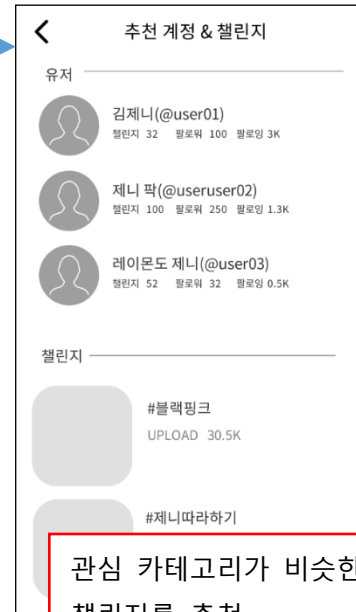 추천 계정 & 챌린지
유저
김제니(@user01)
챌린지 32 팔로워 100 팔로잉 3K
제니 팍(@useruser02)
챌린지 100 팔로워 250 팔로잉 1.3K
레이몬도 제니(@user03)
챌린지 52 팔로워 32 팔로잉 0.5K
챌린지
#블랙핑크
UPLOAD 30.5K
#제니따라하기
관심 카테고리가 비슷한
챌린지를 추천